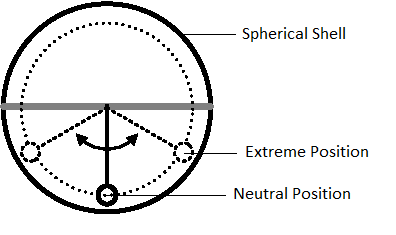 Spherical Shell
Extreme Position
Neutral Position